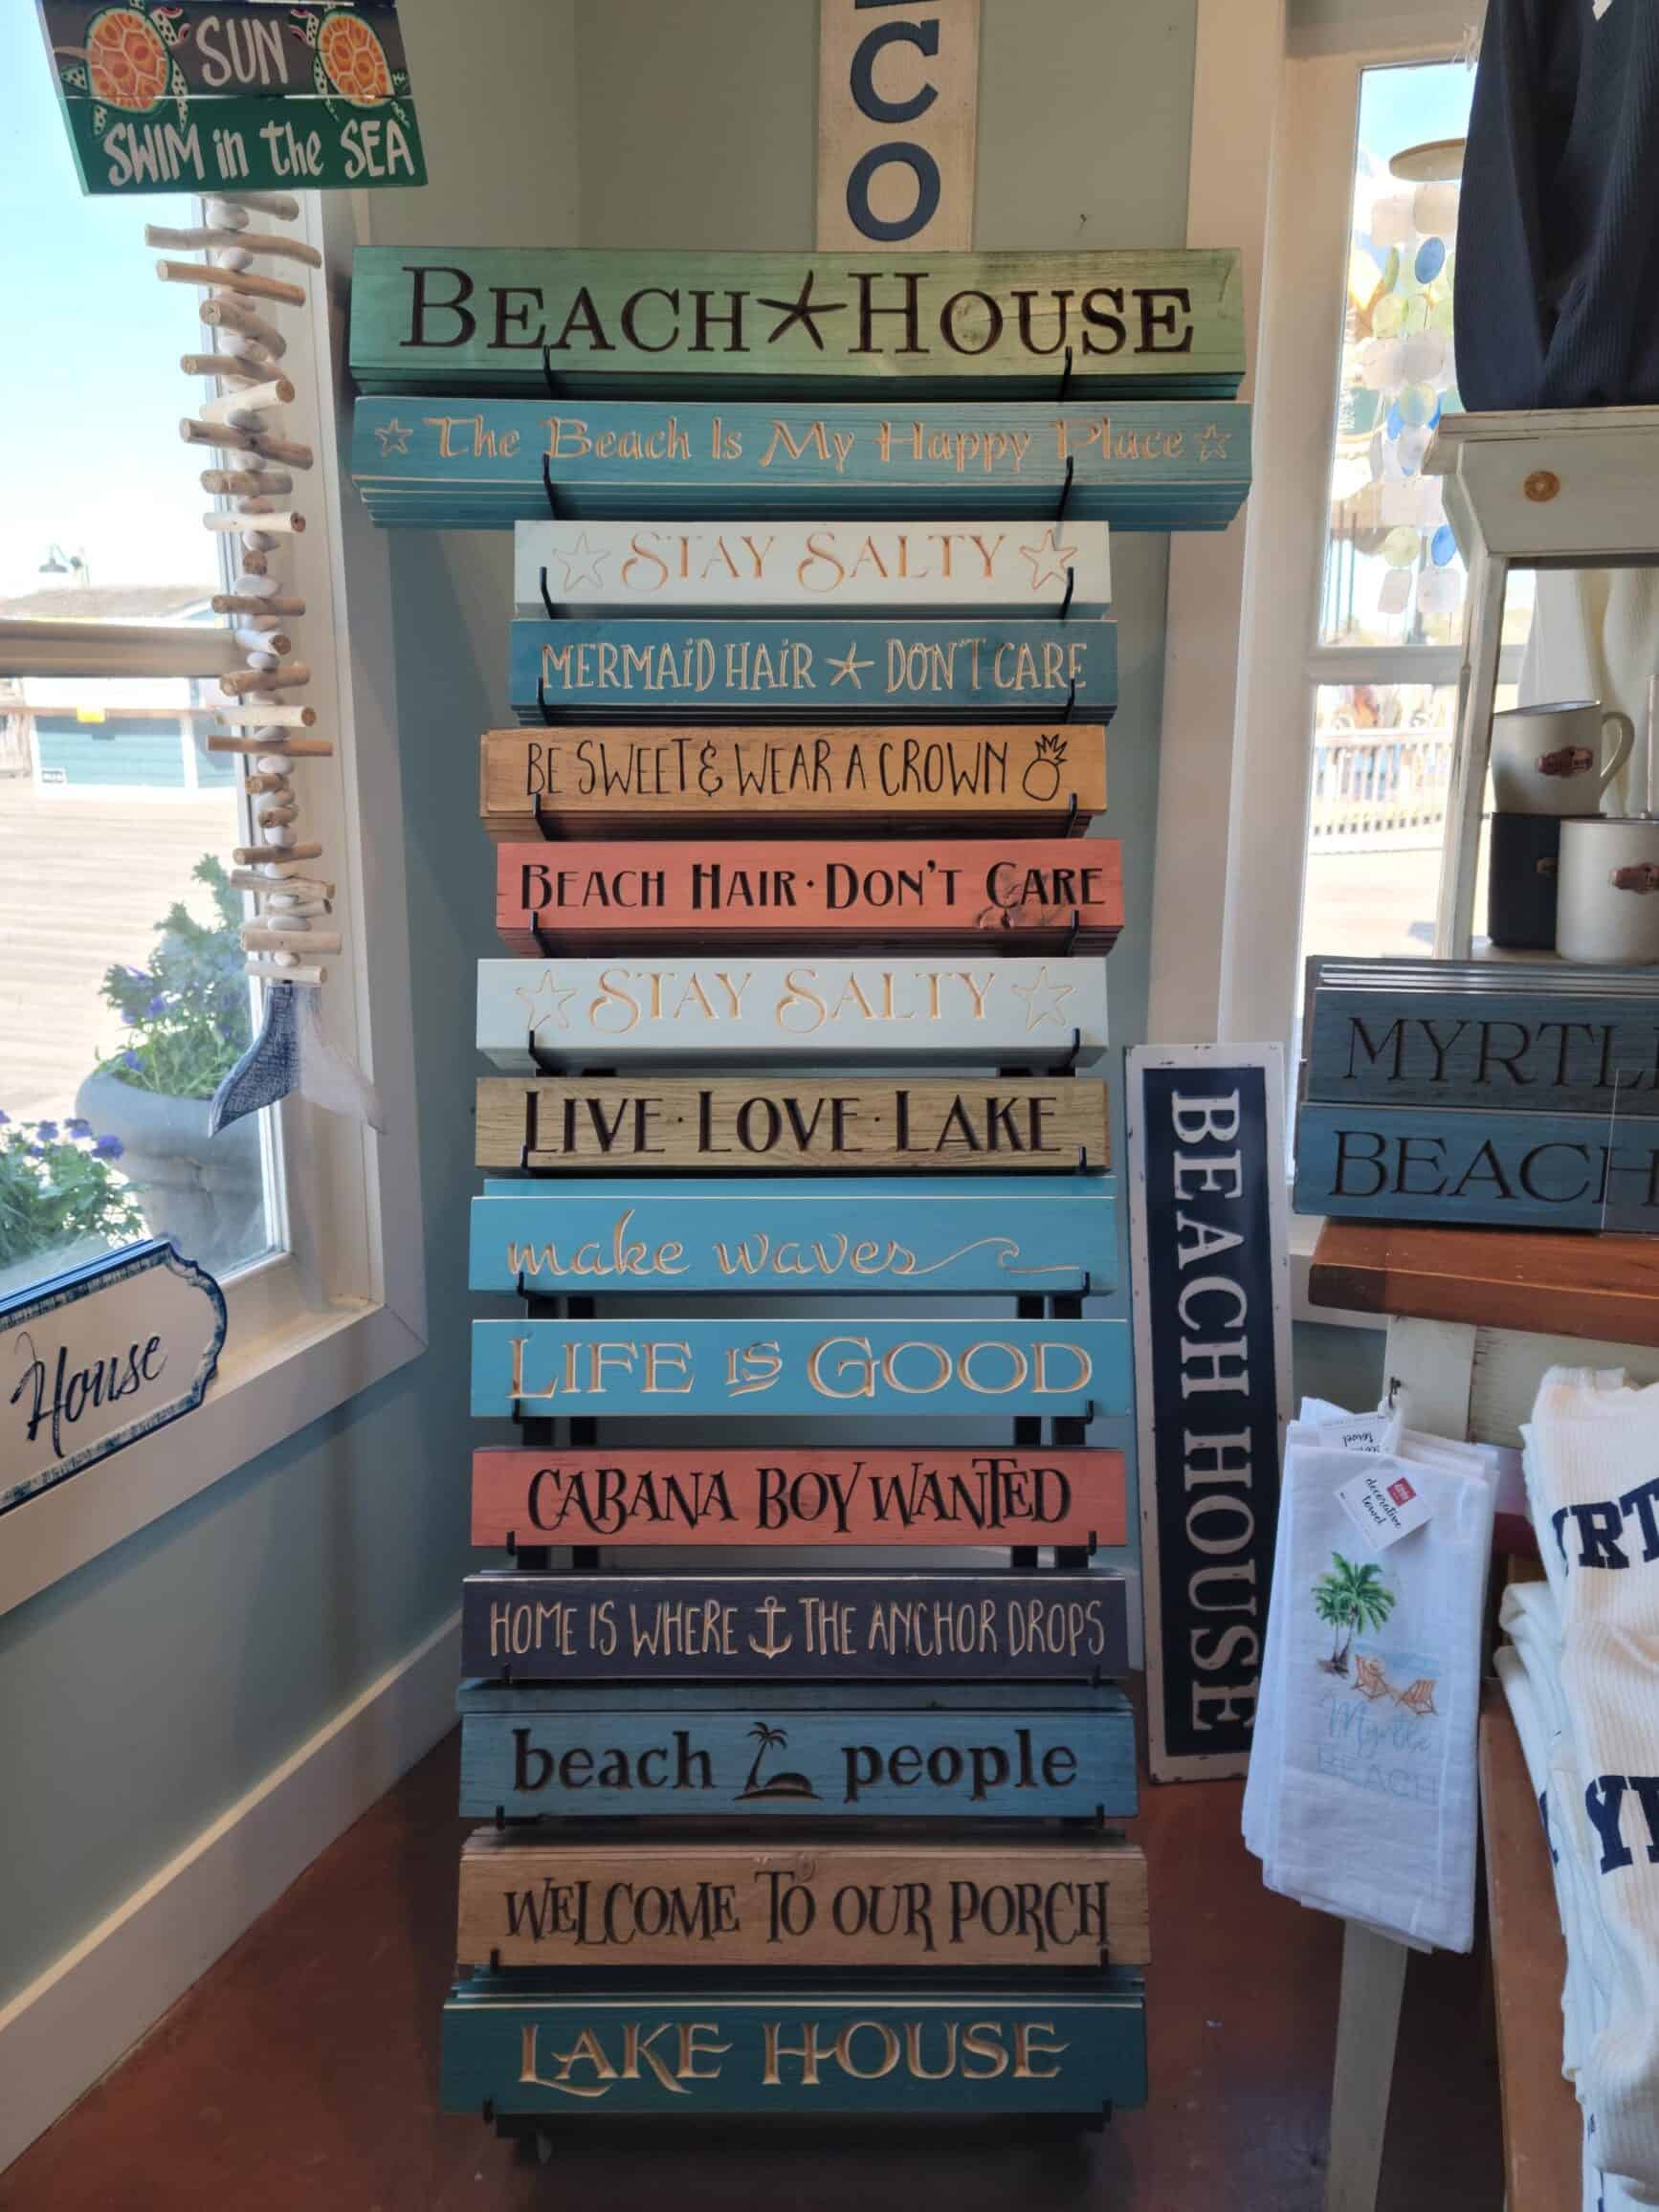 SUN
SWIM in the SEA
CO
BEACH HOUSE
The Beach Is My Happy Place
STAY SALTY
MERMAiD HAiR DON'T CARE
BE SWEET & WEAR A CROWN
BEACH HAIR · DON'T CARE
STAY SALTY
LIVE · LOVE · LAKE
make waves
LIFE IS GOOD
CABANA BOY WANTED
HOME IS WHERE THE ANCHOR DROPS
beach people
WELCOME TO OUR PORCH
LAKE HOUSE
House
BEACH HOUSE
MYRTL
BEACH
decorative
towel
Myrtle
BEACH
YRT